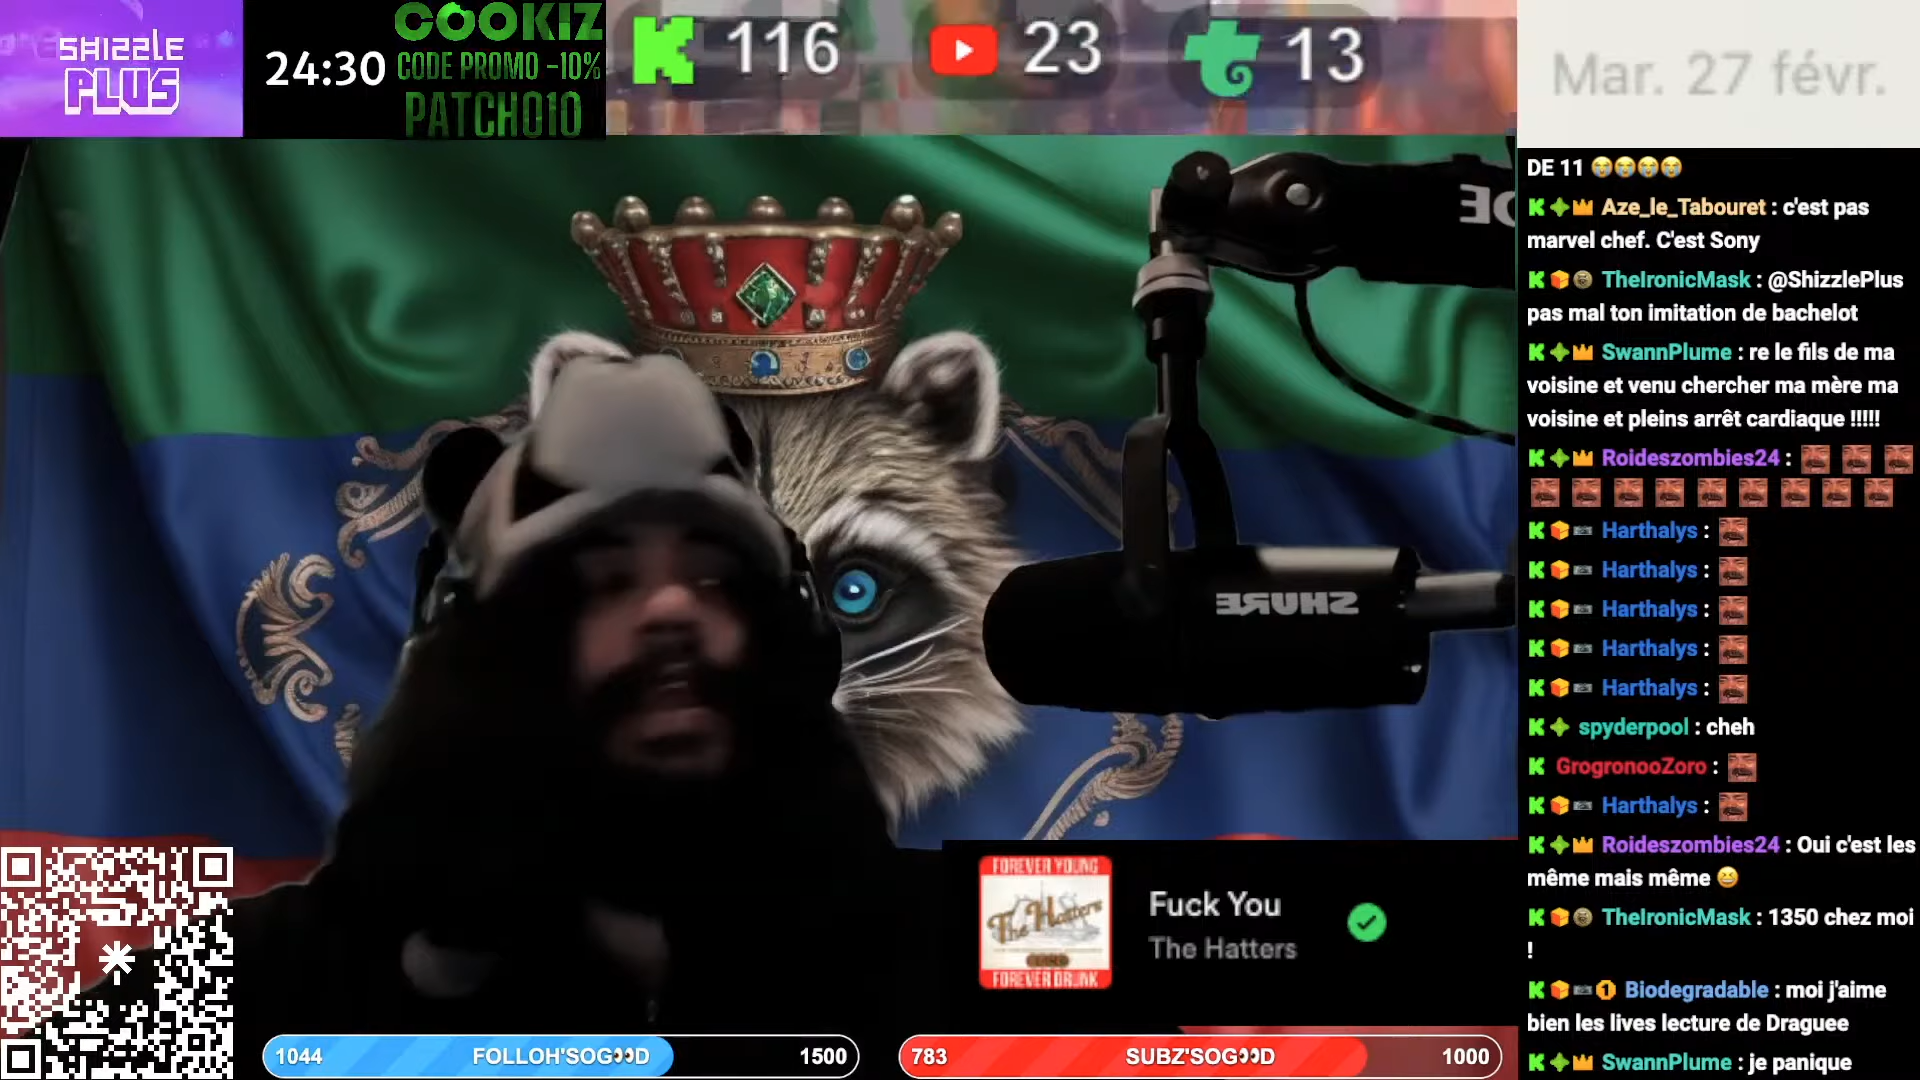 SHIZZLE
PLUS
24:30
COOKIZ
CODE PROMO -10%
PATCHO10
116
23
13
Mar. 27 févr.
SHURE
DE 11 😭😭😭😭
Aze_le_Tabouret : c'est pas
marvel chef. C'est Sony
TheIronicMask : @ShizzlePlus
pas mal ton imitation de bachelot
SwannPlume : re le fils de ma
voisine et venu chercher ma mère ma
voisine et pleins arrêt cardiaque !!!!!
Roideszombies24 :
Harthalys :
Harthalys :
Harthalys :
Harthalys :
Harthalys :
spyderpool : cheh
GrogronooZoro :
Harthalys :
Roideszombies24 : Oui c'est les
même mais même 😆
TheIronicMask : 1350 chez moi
!
Biodegradable : moi j'aime
bien les lives lecture de Draguee
SwannPlume : je panique
FOREVER YOUNG
The Hatters
FOREVER DRUNK
Fuck You
The Hatters
1044 FOLLOH'SOG👀D 1500
783 SUBZ'SOG👀D 1000